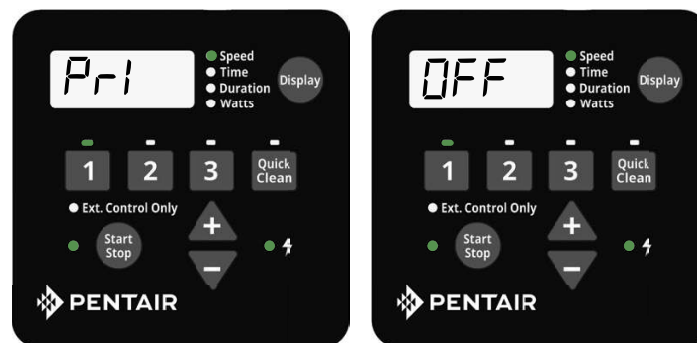 Pri
Speed
Time
Duration
Watts
Display
1
2
3
Quick
Clean
Ext. Control Only
+
Start
Stop
−
PENTAIR
OFF
Speed
Time
Duration
Watts
Display
1
2
3
Quick
Clean
Ext. Control Only
+
Start
Stop
−
PENTAIR